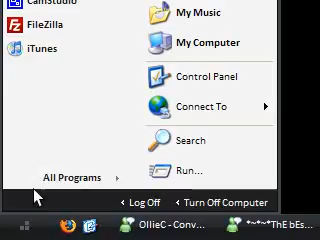 CamStudio
FileZilla
iTunes
All Programs
My Music
My Computer
Control Panel
Connect To
Search
Run...
Log Off
Turn Off Computer
OllieC - Conv...
*~*~*ThE bEs...